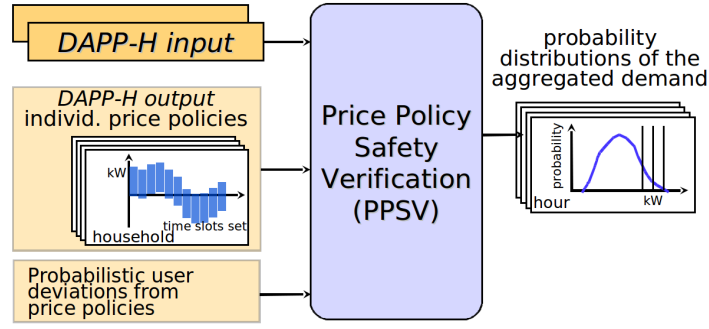 DAPP-H input
DAPP-H output
individ. price policies
kW
time slots set
household
Probabilistic user
deviations from
price policies
Price Policy
Safety
Verification
(PPSV)
probability
distributions of the
aggregated demand
probability
hour
kW